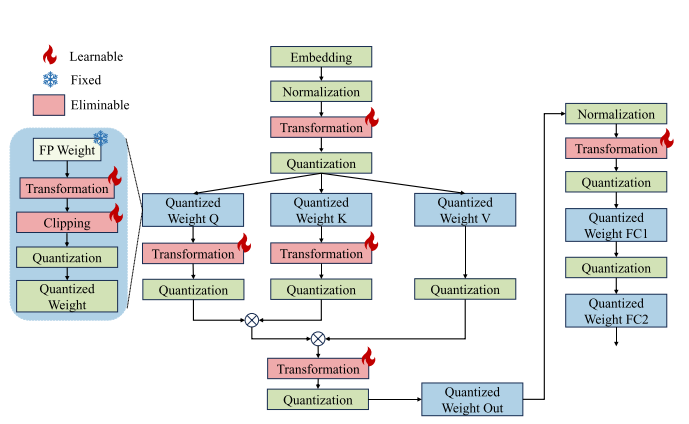 Learnable
Fixed
Eliminable
FP Weight
Transformation
Clipping
Quantization
Quantized
Weight
Embedding
Normalization
Transformation
Quantization
Quantized
Weight Q
Transformation
Quantization
Quantized
Weight K
Transformation
Quantization
Quantized
Weight V
Quantization
Transformation
Quantization
Quantized
Weight Out
Normalization
Transformation
Quantization
Quantized
Weight FC1
Quantization
Quantized
Weight FC2